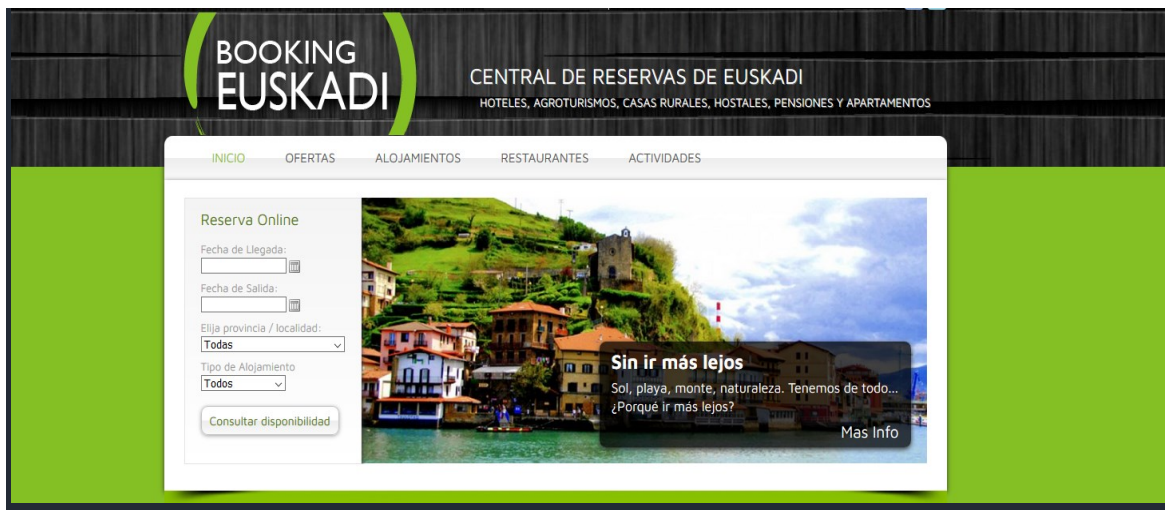 BOOKING
EUSKADI
CENTRAL DE RESERVAS DE EUSKADI
HOTELES, AGROTURISMOS, CASAS RURALES, HOSTALES, PENSIONES Y APARTAMENTOS
INICIO OFERTAS ALOJAMIENTOS RESTAURANTES ACTIVIDADES
Reserva Online
Fecha de Llegada:
Fecha de Salida:
Elija provincia / localidad:
Todas
Tipo de Alojamiento
Todos
Consultar disponibilidad
Sin ir más lejos
Sol, playa, monte, naturaleza. Tenemos de todo...
¿Porqué ir más lejos?
Mas Info